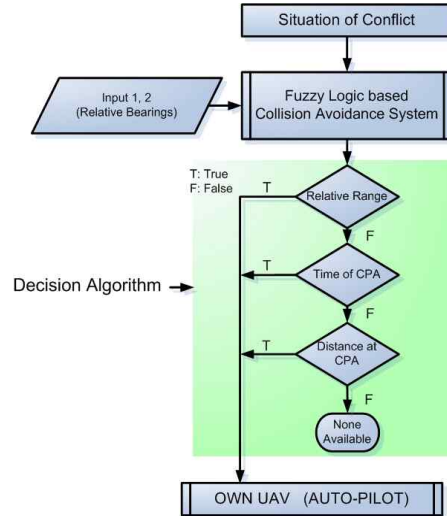 Situation of Conflict
Input 1, 2
(Relative Bearings)
Fuzzy Logic based
Collision Avoidance System
T: True
F: False
T
Relative Range
F
Decision Algorithm
T
Time of CPA
F
T
Distance at
CPA
F
None
Available
OWN UAV (AUTO-PILOT)